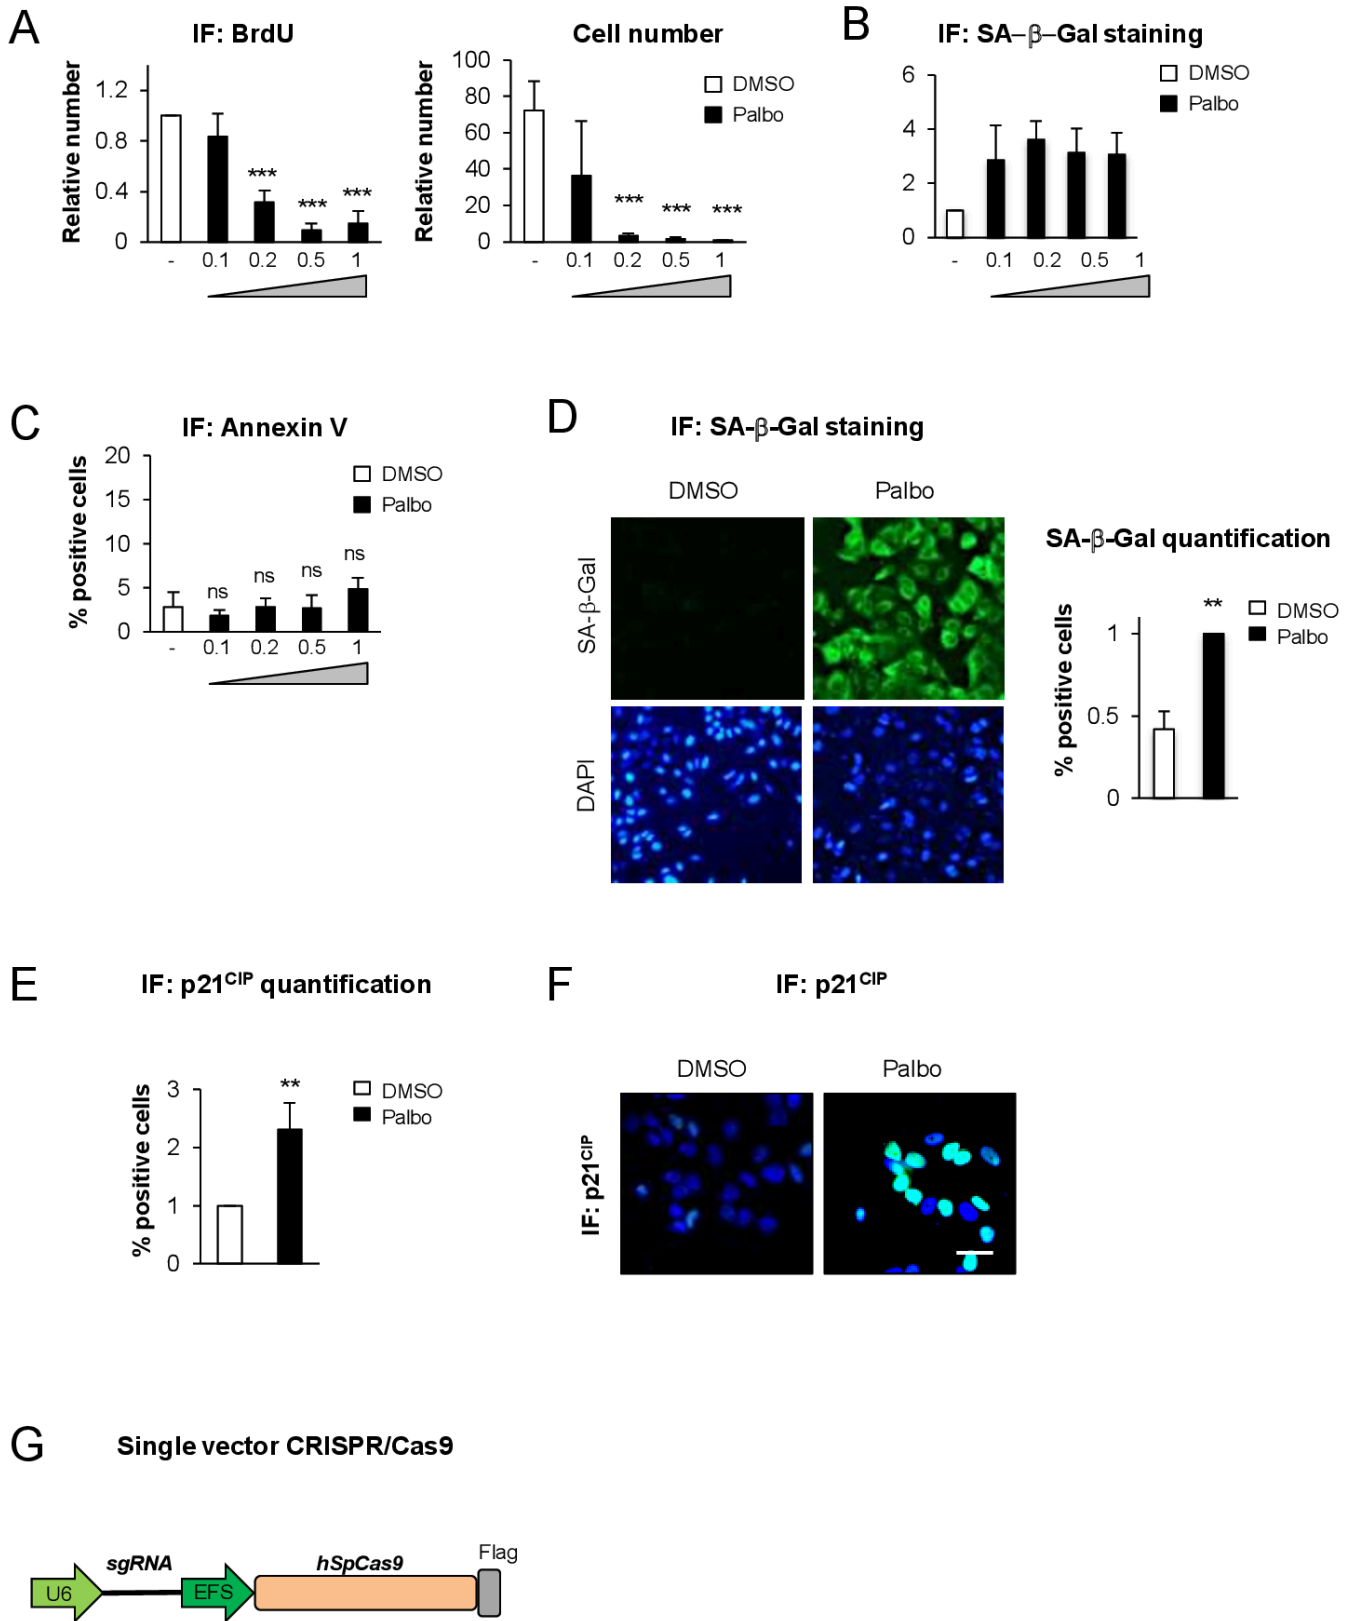 A
IF: BrdU
Relative number
1.2
0.8
0.4
0
***
***
***
-
0.1
0.2
0.5
1
Cell number
Relative number
100
80
60
40
20
0
DMSO
Palbo
***
***
***
-
0.1
0.2
0.5
1
B
IF: SA–β–Gal staining
6
4
2
0
DMSO
Palbo
-
0.1
0.2
0.5
1
C
IF: Annexin V
% positive cells
20
15
10
5
0
DMSO
Palbo
ns
ns
ns
ns
-
0.1
0.2
0.5
1
D
IF: SA-β-Gal staining
DMSO
Palbo
SA-β-Gal
DAPI
SA-β-Gal quantification
% positive cells
1
0.5
0
**
DMSO
Palbo
E
IF: p21CIP quantification
% positive cells
3
2
1
0
**
DMSO
Palbo
F
IF: p21CIP
DMSO
Palbo
IF: p21CIP
G
Single vector CRISPR/Cas9
U6
sgRNA
EFS
hSpCas9
Flag